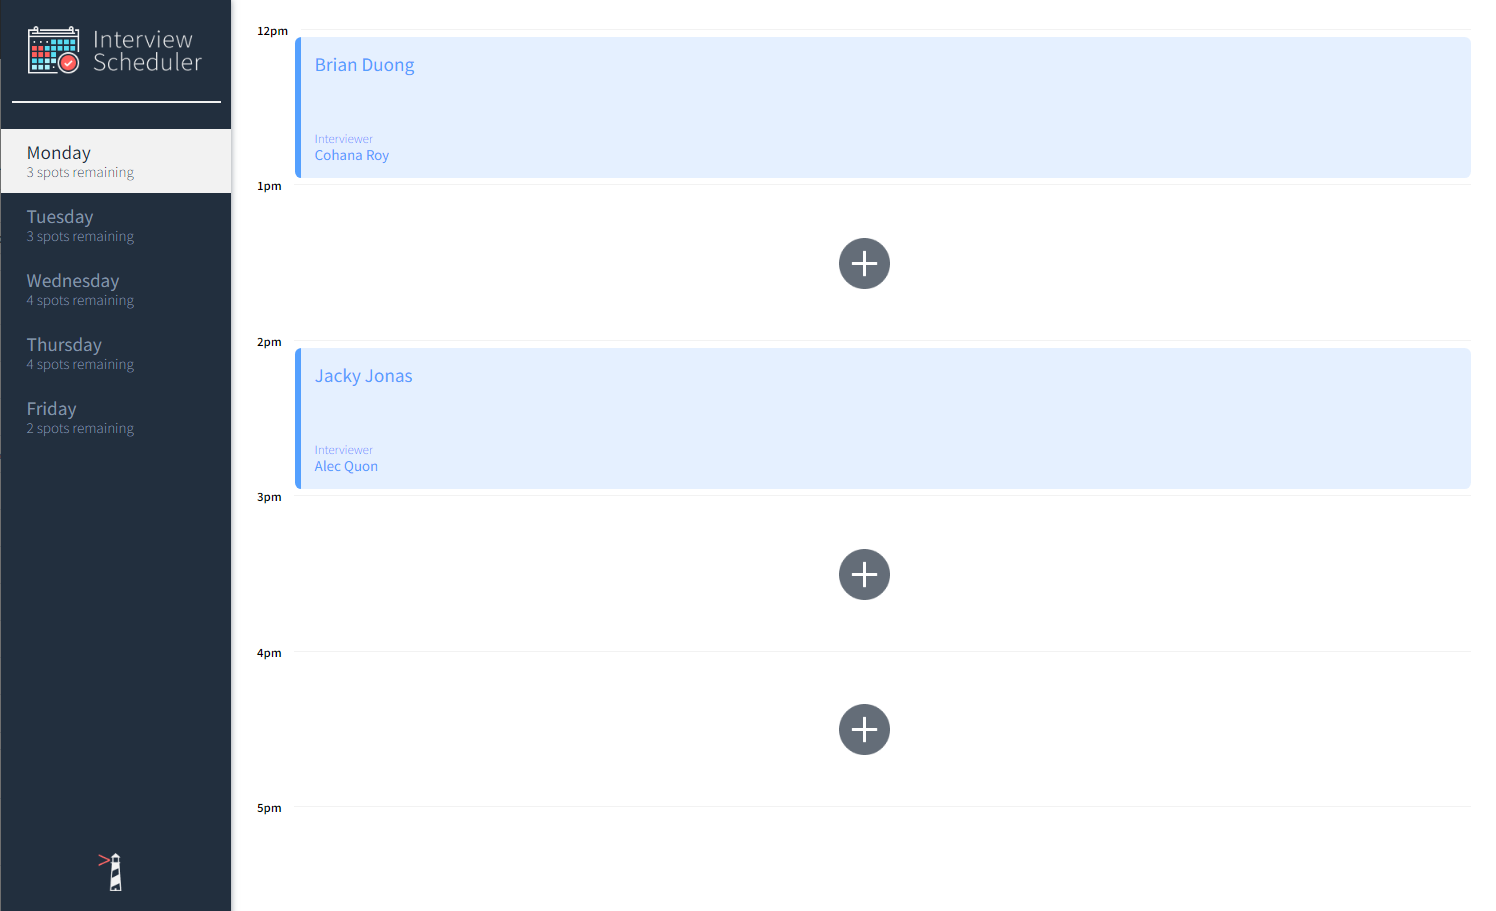 Interview
Scheduler
Monday
3 spots remaining
Tuesday
3 spots remaining
Wednesday
4 spots remaining
Thursday
4 spots remaining
Friday
2 spots remaining
12pm
Brian Duong
Interviewer
Cohana Roy
1pm
2pm
Jacky Jonas
Interviewer
Alec Quon
3pm
4pm
5pm